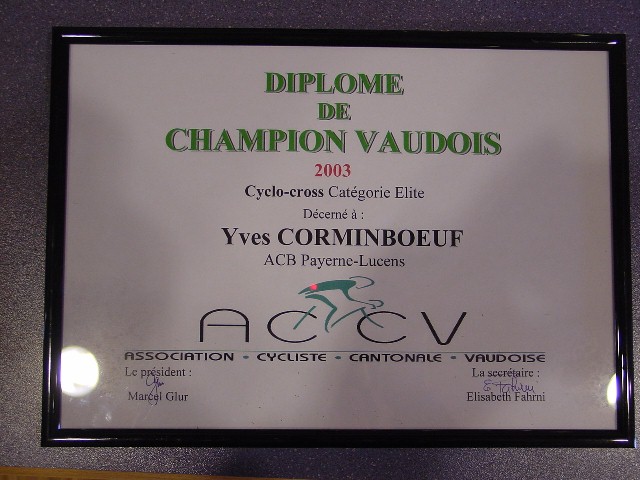 DIPLOME
DE
CHAMPION VAUDOIS
2003
Cyclo-cross Catégorie Elite
Décerné à :
Yves CORMINBOEUF
ACB Payerne-Lucens
ACCV
ASSOCIATION - CYCLISTE - CANTONALE - VAUDOISE
Le président :
Marcel Glur
La secrétaire :
E Fahrni
Elisabeth Fahrni